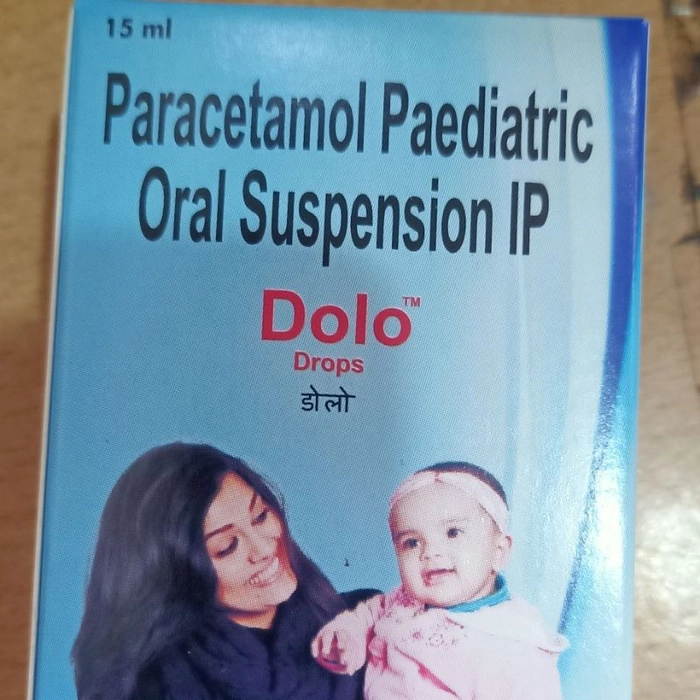 15 ml
Paracetamol Paediatric
Oral Suspension IP
Dolo™
Drops
डोलो